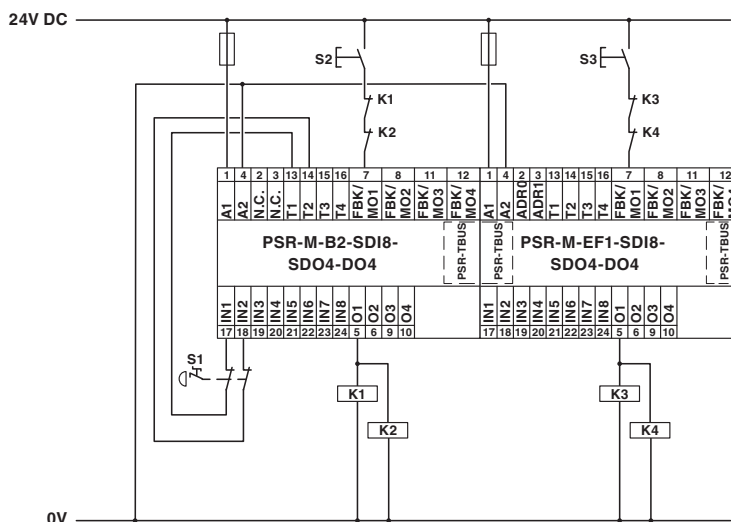 24V DC
S2
S3
K1
K3
K2
K4
1 4 2 3 13 14 15 16 7 8 11 12
1 4 2 3 13 14 15 16 7 8 11 12
A1 A2 N.C. N.C. T1 T2 T3 T4 FBK/MO1 FBK/MO2 FBK/MO3 FBK/MO4
A1 A2 ADR0 ADR1 T1 T2 T3 T4 FBK/MO1 FBK/MO2 FBK/MO3 FBK/
PSR-M-B2-SDI8-
SDO4-DO4
PSR-TBUS
PSR-TBUS
PSR-M-EF1-SDI8-
SDO4-DO4
PSR-TBUS
IN1 IN2 IN3 IN4 IN5 IN6 IN7 IN8 O1 O2 O3 O4
IN1 IN2 IN3 IN4 IN5 IN6 IN7 IN8 O1 O2 O3 O4
17 18 19 20 21 22 23 24 5 6 9 10
17 18 19 20 21 22 23 24 5 6 9 10
S1
K1
K3
K2
K4
0V